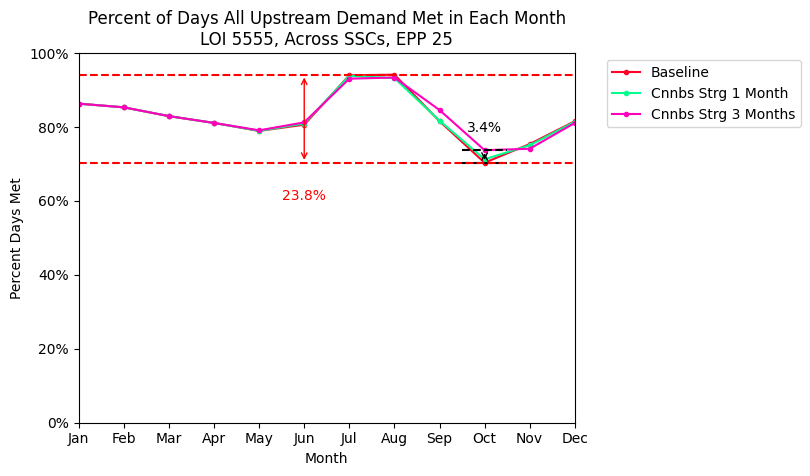 Percent of Days All Upstream Demand Met in Each Month
LOI 5555, Across SSCs, EPP 25
100%
80%
60%
40%
20%
0%
Percent Days Met
3.4%
23.8%
Jan Feb Mar Apr May Jun Jul Aug Sep Oct Nov Dec
Month
Baseline
Cnnbs Strg 1 Month
Cnnbs Strg 3 Months